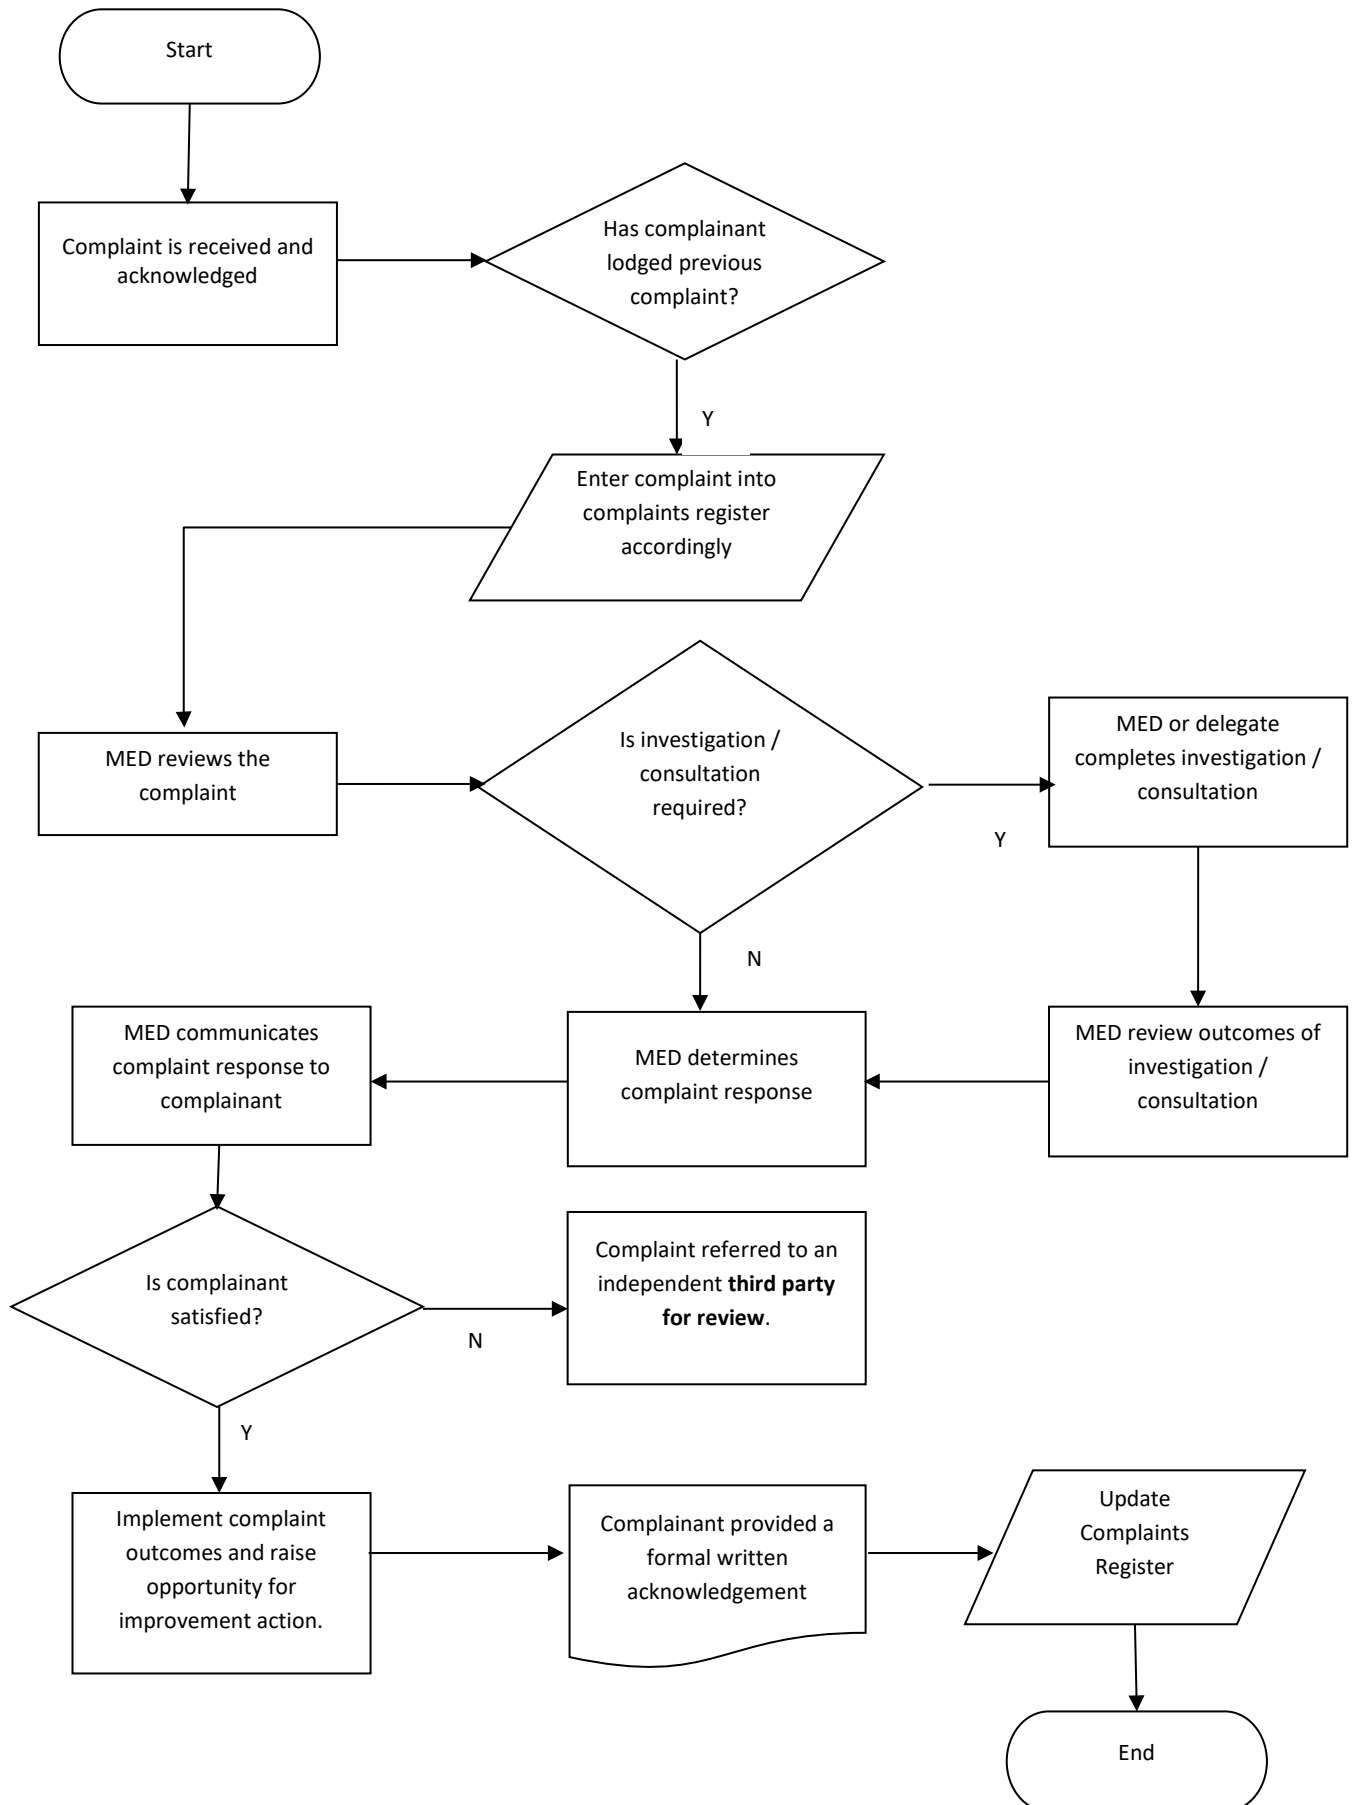 Start
Complaint is received and
acknowledged
Has complainant
lodged previous
complaint?
Y
Enter complaint into
complaints register
accordingly
MED reviews the
complaint
Is investigation /
consultation
required?
Y
MED or delegate
completes investigation /
consultation
N
MED review outcomes of
investigation /
consultation
MED determines
complaint response
MED communicates
complaint response to
complainant
Is complainant
satisfied?
N
Complaint referred to an
independent third party
for review.
Y
Implement complaint
outcomes and raise
opportunity for
improvement action.
Complainant provided a
formal written
acknowledgement
Update
Complaints
Register
End